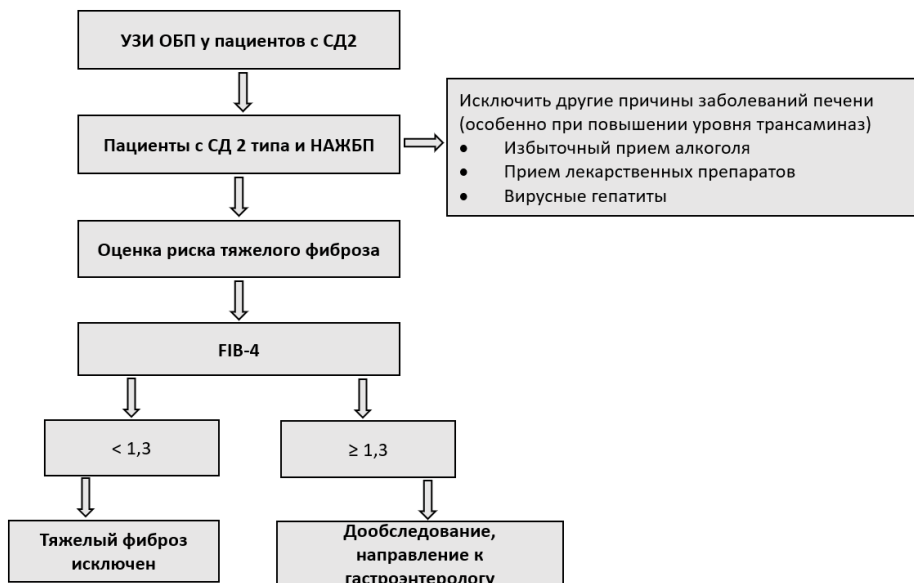 УЗИ ОБП у пациентов с СД2
Исключить другие причины заболеваний печени
(особенно при повышении уровня трансаминаз)
• Избыточный прием алкоголя
• Прием лекарственных препаратов
• Вирусные гепатиты
Пациенты с СД 2 типа и НАЖБП
Оценка риска тяжелого фиброза
FIB-4
< 1,3
≥ 1,3
Тяжелый фиброз
исключен
Дообследование,
направление к
гастроэнтерологу